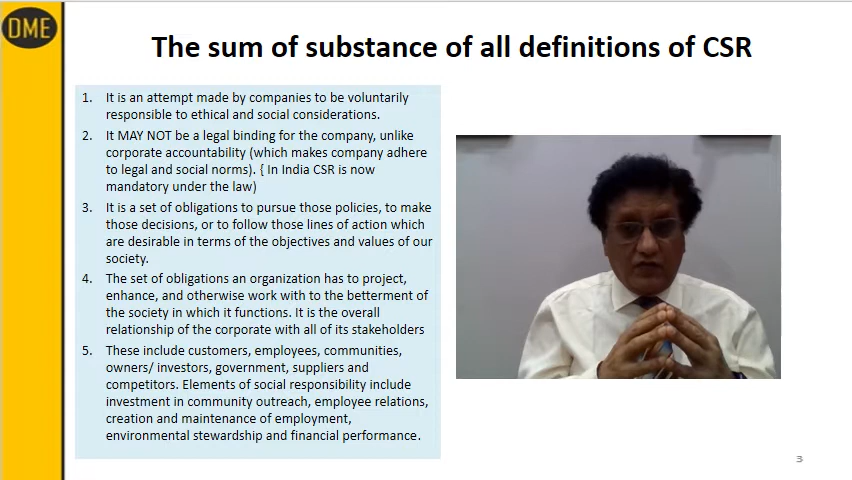 DME
The sum of substance of all definitions of CSR
1. It is an attempt made by companies to be voluntarily
responsible to ethical and social considerations.
2. It MAY NOT be a legal binding for the company, unlike
corporate accountability (which makes company adhere
to legal and social norms). { In India CSR is now
mandatory under the law)
3. It is a set of obligations to pursue those policies, to make
those decisions, or to follow those lines of action which
are desirable in terms of the objectives and values of our
society.
4. The set of obligations an organization has to project,
enhance, and otherwise work with to the betterment of
the society in which it functions. It is the overall
relationship of the corporate with all of its stakeholders
5. These include customers, employees, communities,
owners/ investors, government, suppliers and
competitors. Elements of social responsibility include
investment in community outreach, employee relations,
creation and maintenance of employment,
environmental stewardship and financial performance.
3